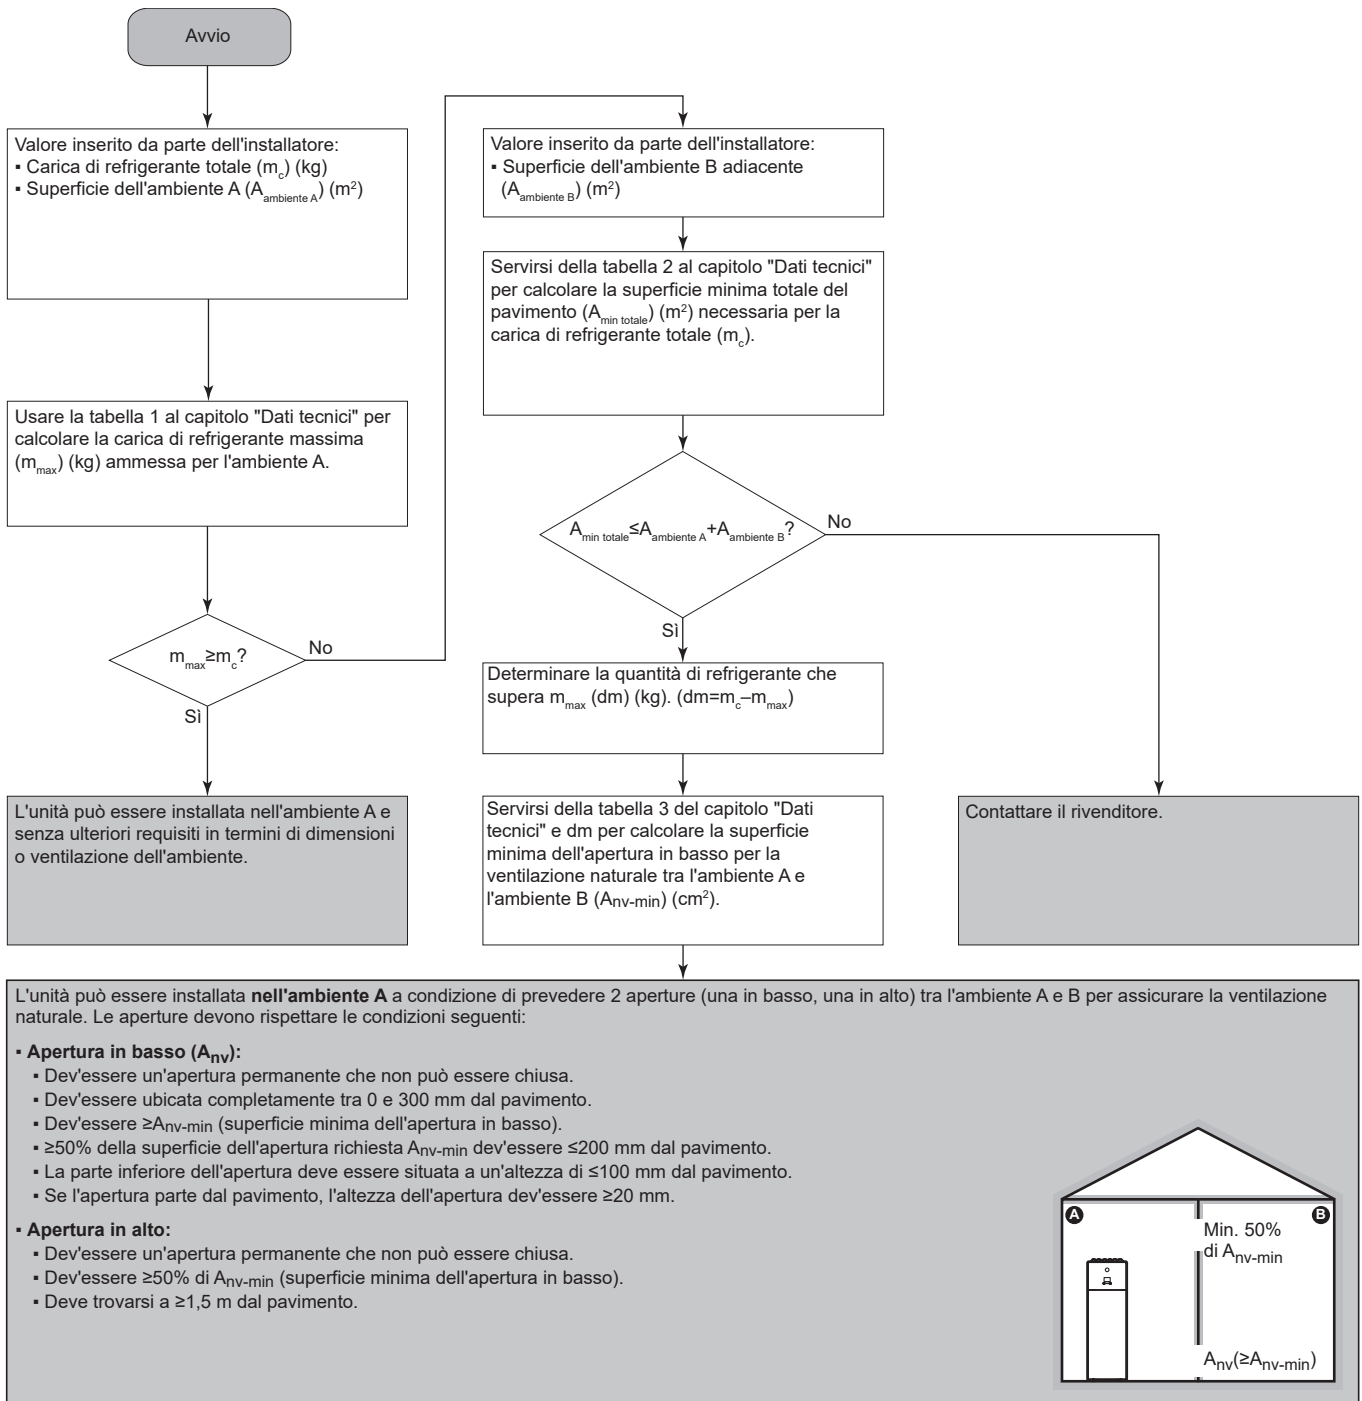 Avvio
Valore inserito da parte dell'installatore:
▪ Carica di refrigerante totale (mc) (kg)
▪ Superficie dell'ambiente A (Aambiente A) (m²)
Usare la tabella 1 al capitolo "Dati tecnici" per
calcolare la carica di refrigerante massima
(mmax) (kg) ammessa per l'ambiente A.
mmax≥mc?
No
Sì
L'unità può essere installata nell'ambiente A e
senza ulteriori requisiti in termini di dimensioni
o ventilazione dell'ambiente.
Valore inserito da parte dell'installatore:
▪ Superficie dell'ambiente B adiacente
(Aambiente B) (m²)
Servirsi della tabella 2 al capitolo "Dati tecnici"
per calcolare la superficie minima totale del
pavimento (Amin totale) (m²) necessaria per la
carica di refrigerante totale (mc).
Amin totale≤Aambiente A+Aambiente B?
No
Sì
Determinare la quantità di refrigerante che
supera mmax (dm) (kg). (dm=mc–mmax)
Servirsi della tabella 3 del capitolo "Dati
tecnici" e dm per calcolare la superficie
minima dell'apertura in basso per la
ventilazione naturale tra l'ambiente A e
l'ambiente B (Anv-min) (cm²).
Contattare il rivenditore.
L'unità può essere installata nell'ambiente A a condizione di prevedere 2 aperture (una in basso, una in alto) tra l'ambiente A e B per assicurare la ventilazione
naturale. Le aperture devono rispettare le condizioni seguenti:
▪ Apertura in basso (Anv):
▪ Dev'essere un'apertura permanente che non può essere chiusa.
▪ Dev'essere ubicata completamente tra 0 e 300 mm dal pavimento.
▪ Dev'essere ≥Anv-min (superficie minima dell'apertura in basso).
▪ ≥50% della superficie dell'apertura richiesta Anv-min dev'essere ≤200 mm dal pavimento.
▪ La parte inferiore dell'apertura deve essere situata a un'altezza di ≤100 mm dal pavimento.
▪ Se l'apertura parte dal pavimento, l'altezza dell'apertura dev'essere ≥20 mm.
▪ Apertura in alto:
▪ Dev'essere un'apertura permanente che non può essere chiusa.
▪ Dev'essere ≥50% di Anv-min (superficie minima dell'apertura in basso).
▪ Deve trovarsi a ≥1,5 m dal pavimento.
A
B
Min. 50%
di Anv-min
Anv(≥Anv-min)